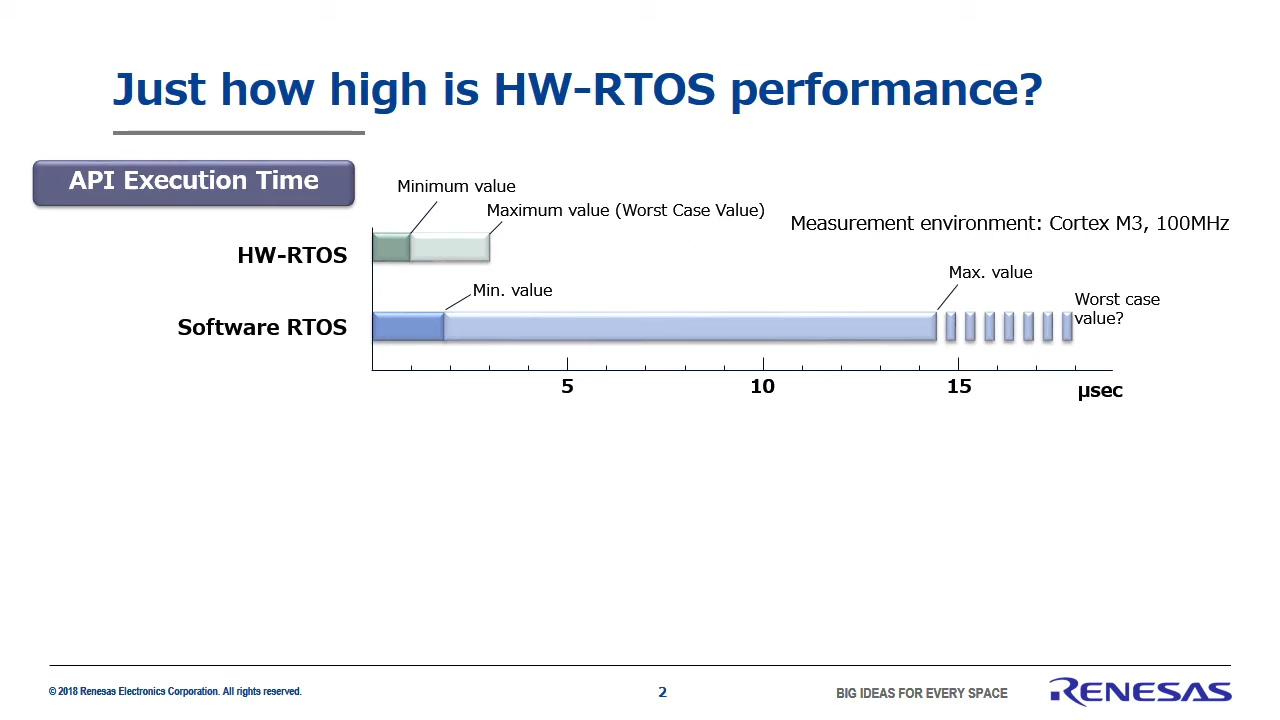 Just how high is HW-RTOS performance?
API Execution Time
Minimum value
Maximum value (Worst Case Value)
Measurement environment: Cortex M3, 100MHz
HW-RTOS
Max. value
Min. value
Worst case
value?
Software RTOS
5
10
15
μsec
© 2018 Renesas Electronics Corporation. All rights reserved.
2
BIG IDEAS FOR EVERY SPACE
RENESAS